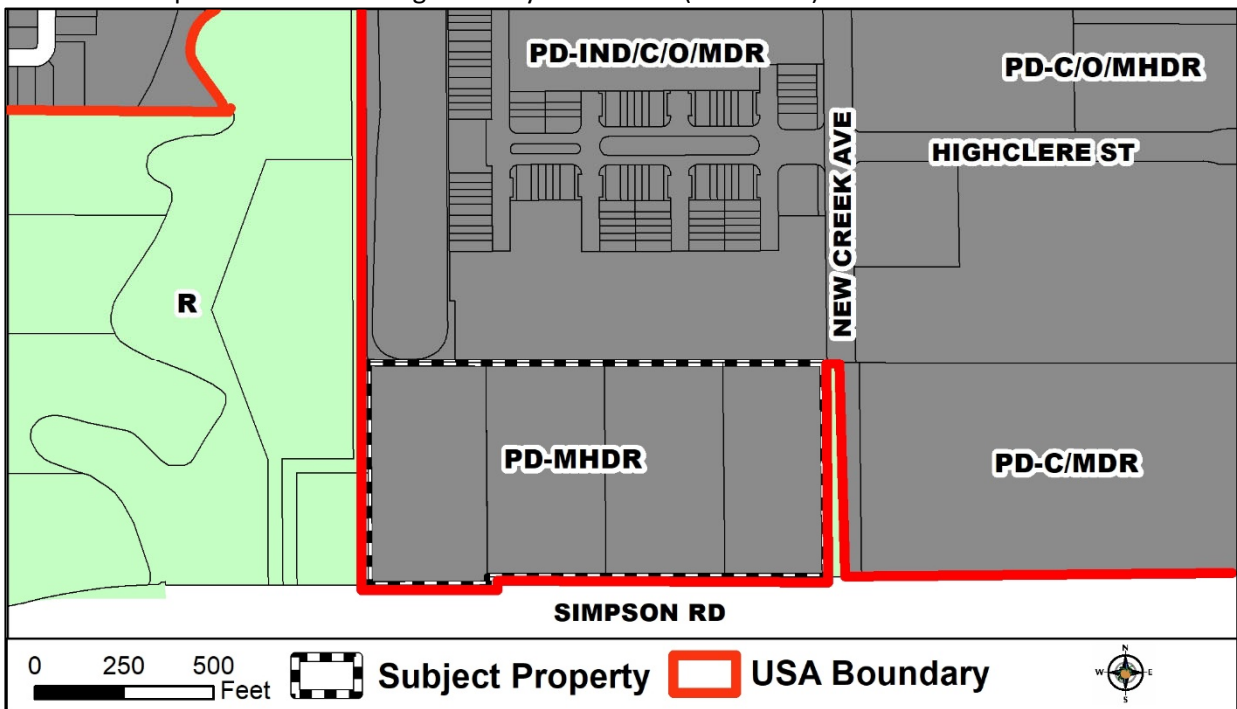 PD-IND/C/O/MDR
PD-C/O/MHDR
HIGHCLERE ST
NEW CREEK AVE
R
PD-MHDR
PD-C/MDR
SIMPSON RD
0 250 500
Feet
Subject Property
USA Boundary
N
W E
S